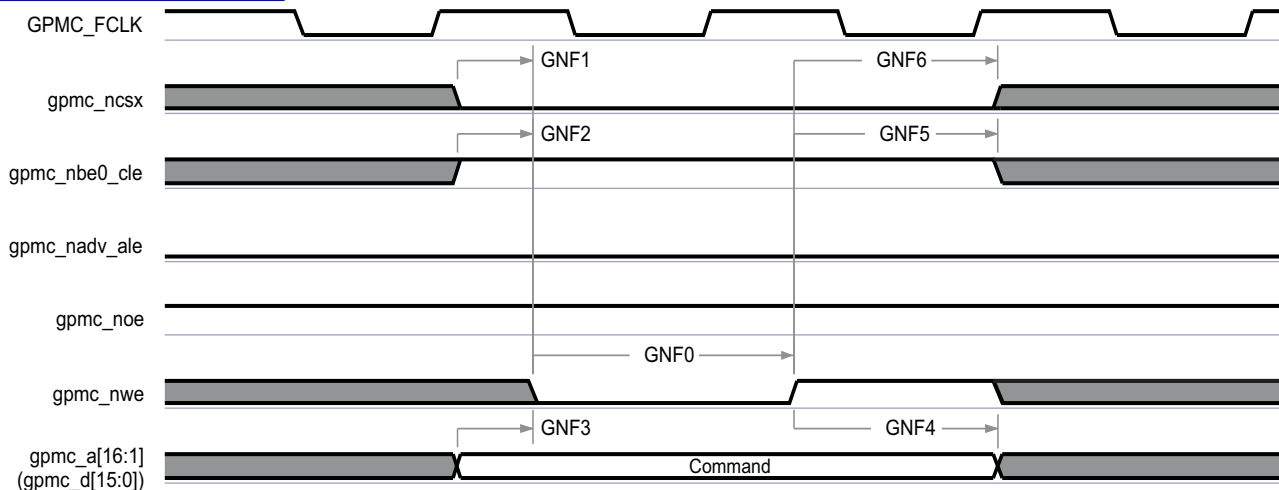 GPMC_FCLK
GNF1
GNF6
gpmc_ncsx
GNF2
GNF5
gpmc_nbe0_cle
gpmc_nadv_ale
gpmc_noe
GNF0
gpmc_nwe
GNF3
GNF4
gpmc_a[16:1]
(gpmc_d[15:0])
Command